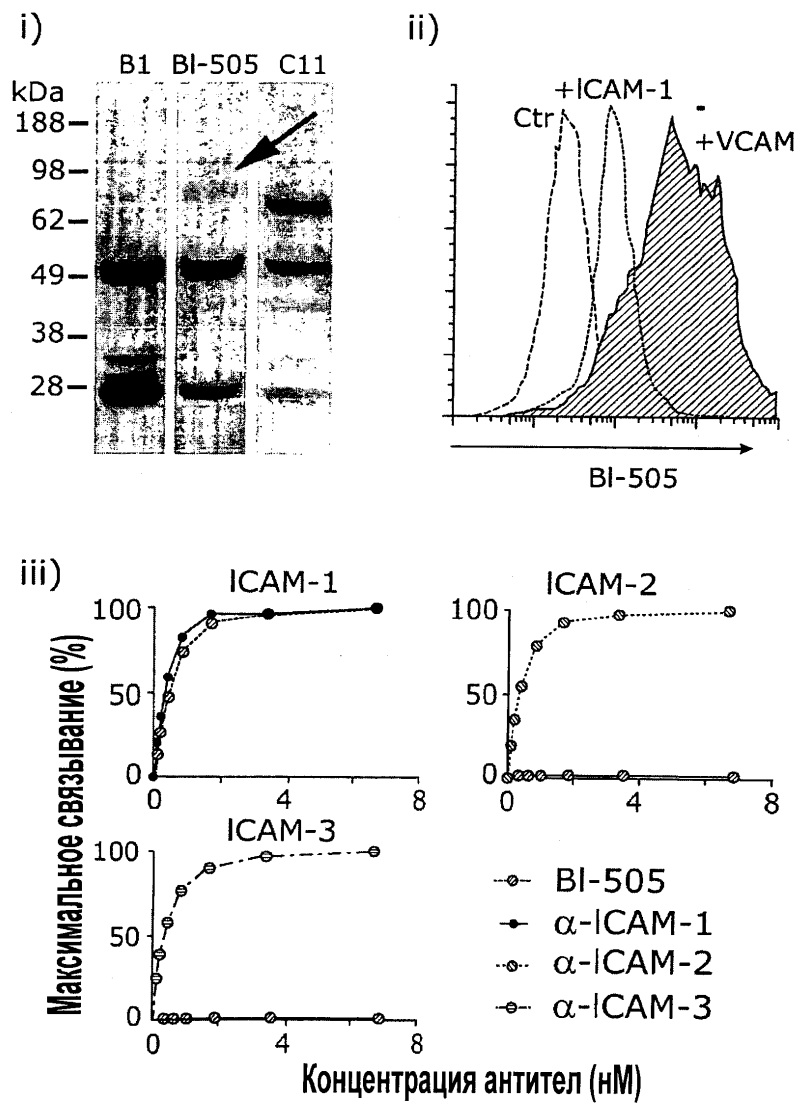 i)
B1 BI-505 C11
kDa
188
98
62
49
38
28
ii)
+ICAM-1
Ctr
-
+VCAM
BI-505
iii)
ICAM-1
100
50
0
0 4 8
ICAM-2
100
50
0
0 4 8
ICAM-3
100
50
0
0 4 8
Максимальное связывание (%)
BI-505
α-ICAM-1
α-ICAM-2
α-ICAM-3
Концентрация антител (нМ)